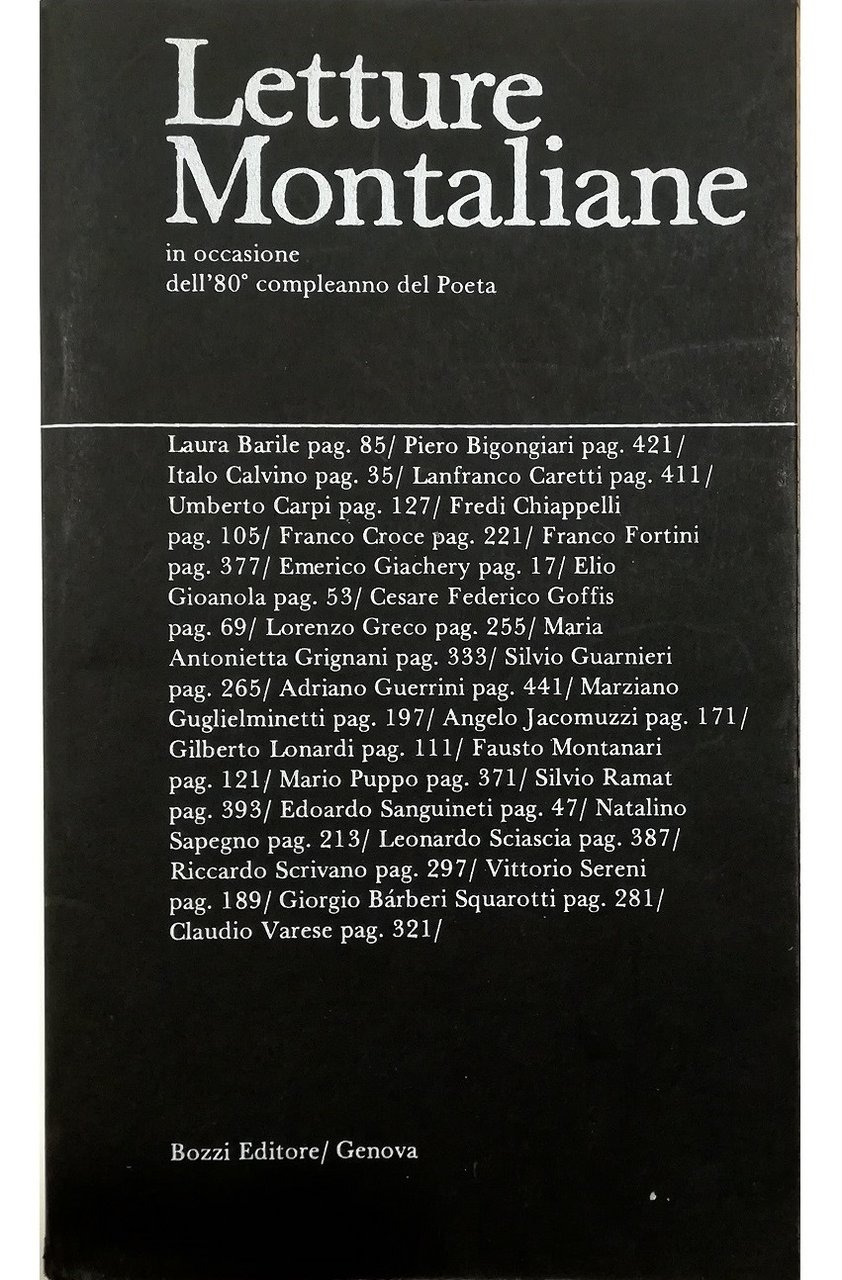 Letture
Montaliane
in occasione
dell'80° compleanno del Poeta
Laura Barile pag. 85/ Piero Bigongiari pag. 421/
Italo Calvino pag. 35/ Lanfranco Caretti pag. 411/
Umberto Carpi pag. 127/ Fredi Chiappelli
pag. 105/ Franco Croce pag. 221/ Franco Fortini
pag. 377/ Emerico Giachery pag. 17/ Elio
Gioanola pag. 53/ Cesare Federico Goffis
pag. 69/ Lorenzo Greco pag. 255/ Maria
Antonietta Grignani pag. 333/ Silvio Guarnieri
pag. 265/ Adriano Guerrini pag. 441/ Marziano
Guglielminetti pag. 197/ Angelo Jacomuzzi pag. 171/
Gilberto Lonardi pag. 111/ Fausto Montanari
pag. 121/ Mario Puppo pag. 371/ Silvio Ramat
pag. 393/ Edoardo Sanguineti pag. 47/ Natalino
Sapegno pag. 213/ Leonardo Sciascia pag. 387/
Riccardo Scrivano pag. 297/ Vittorio Sereni
pag. 189/ Giorgio Bárberi Squarotti pag. 281/
Claudio Varese pag. 321/
Bozzi Editore/ Genova